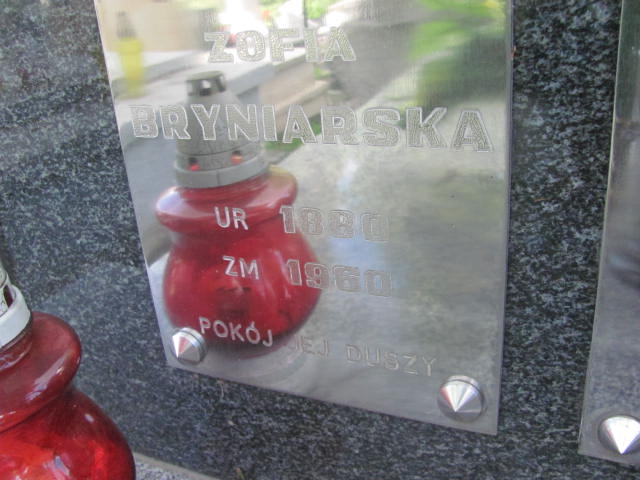 ZOFIA
BRYNIARSKA
UR 1880
ZM 1960
POKÓJ JEJ DUSZY